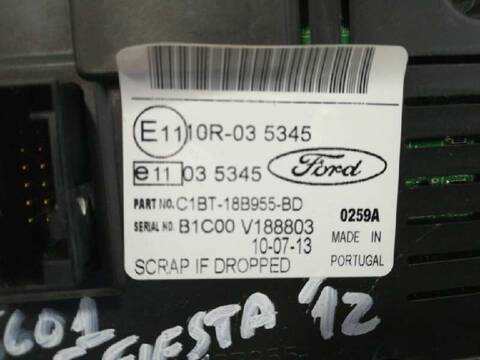 E11 10R-03 5345
e11 03 5345 Ford
PART NO. C1BT-18B955-BD
SERIAL NO. B1C00 V188803 0259A
10-07-13 MADE IN
SCRAP IF DROPPED PORTUGAL
FIESTA '12